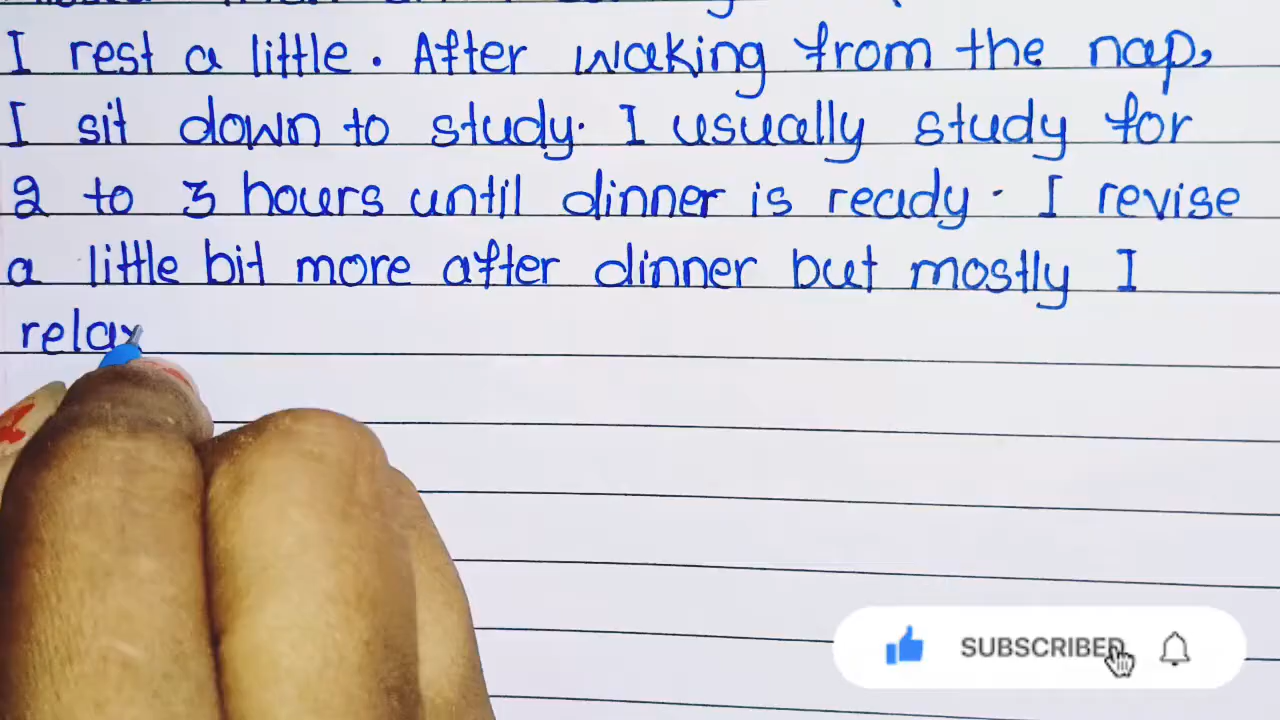 I rest a little. After waking from the nap,
I sit down to study. I usually study for
2 to 3 hours until dinner is ready. I revise
a little bit more after dinner but mostly I
relax
SUBSCRIBED